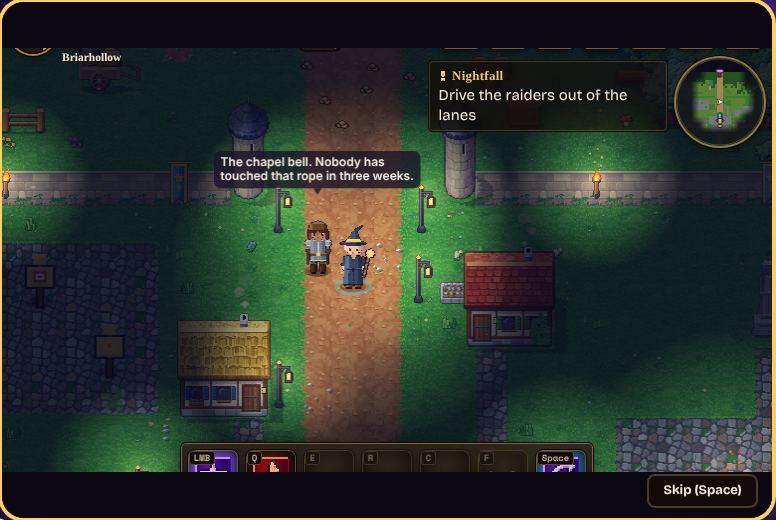 Briarhollow
Nightfall
Drive the raiders out of the
lanes
The chapel bell. Nobody has
touched that rope in three weeks.
LMB
Q
E
R
C
F
Space
Skip (Space)